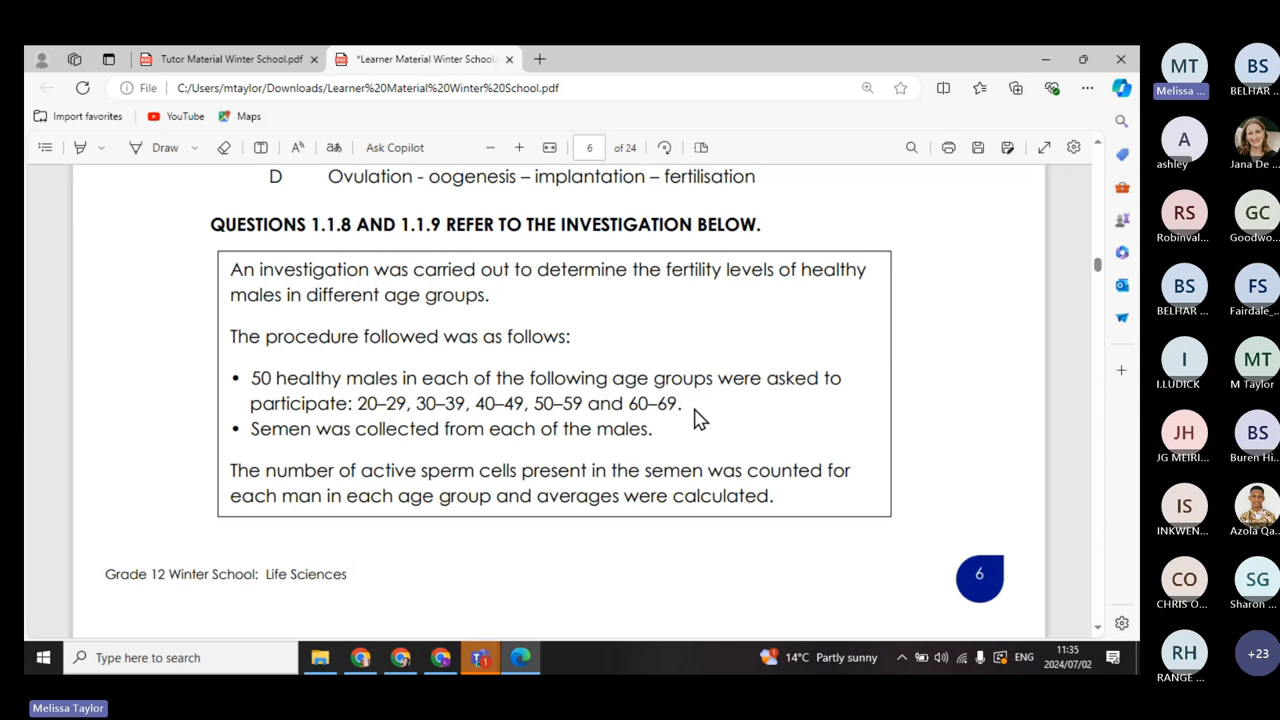 Tutor Material Winter School.pdf
*Learner Material Winter School.
File C:/Users/mtaylor/Downloads/Learner%20Material%20Winter%20School.pdf
Import favorites YouTube Maps
Draw Ask Copilot 6 of 24
D Ovulation - oogenesis – implantation – fertilisation
QUESTIONS 1.1.8 AND 1.1.9 REFER TO THE INVESTIGATION BELOW.
An investigation was carried out to determine the fertility levels of healthy
males in different age groups.
The procedure followed was as follows:
• 50 healthy males in each of the following age groups were asked to
participate: 20–29, 30–39, 40–49, 50–59 and 60–69.
• Semen was collected from each of the males.
The number of active sperm cells present in the semen was counted for
each man in each age group and averages were calculated.
Grade 12 Winter School: Life Sciences
6
Type here to search
14°C Partly sunny
ENG
11:35
2024/07/02
Melissa Taylor
MT
Melissa ...
BS
BELHAR
A
ashley
Jana De ...
RS
Robinval...
GC
Goodwo...
BS
BELHAR
FS
Fairdale_...
I
I.LUDICK
MT
M Taylor
JH
JG MEIRI...
BS
Buren Hi...
IS
INKWEN...
Azola Qa...
CO
CHRIS O...
SG
Sharon ...
RH
RANGE ...
+23